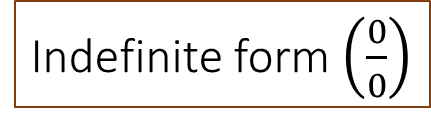 Indefinite form (0/0)